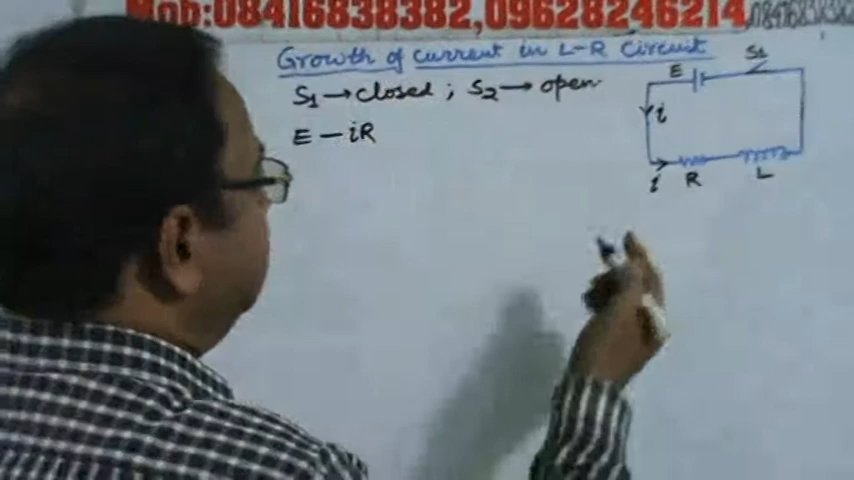 Mob:08416838382,09628246214,
Growth of current in L-R Circuit
S1 → closed ; S2 → open
E - iR
E
S1
i
i
R
L